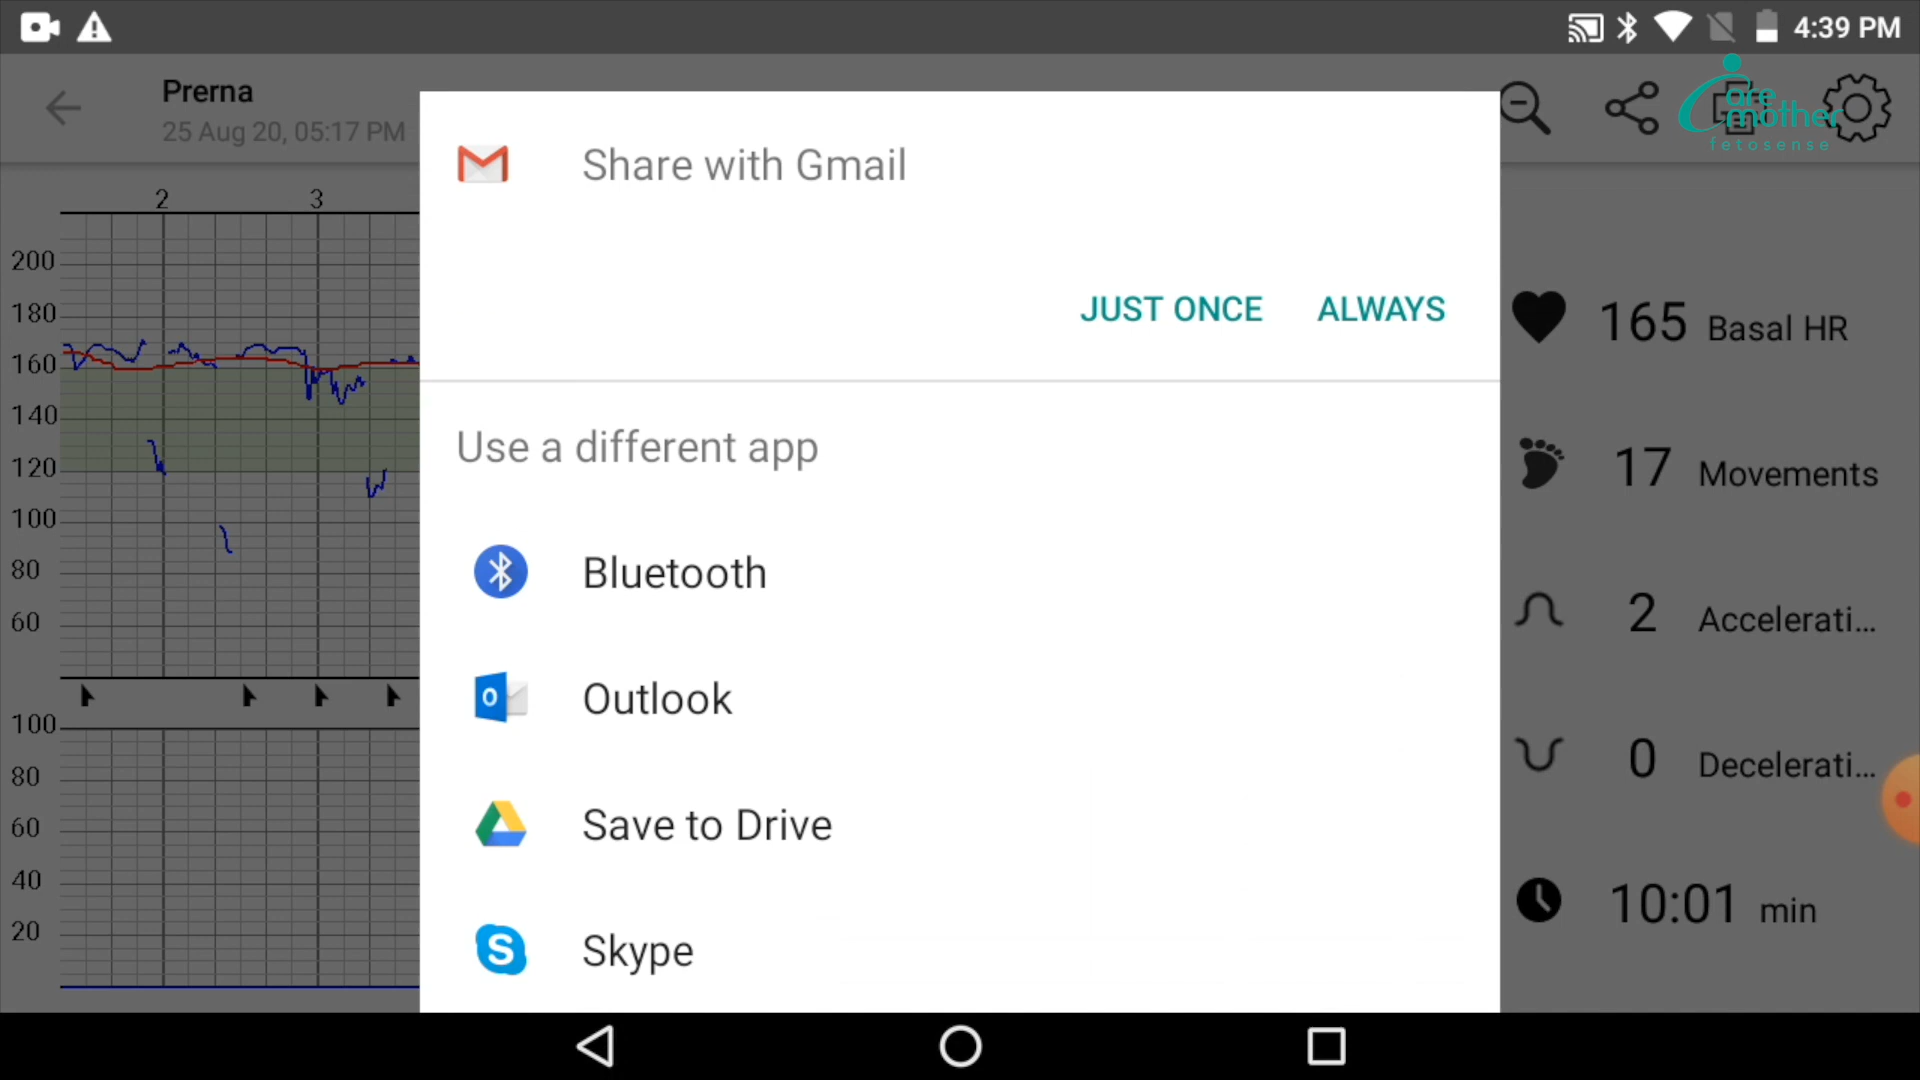 4:39 PM
Prerna
25 Aug 20, 05:17 PM
are
mother
fetosense
Share with Gmail
JUST ONCE ALWAYS
Use a different app
Bluetooth
Outlook
Save to Drive
Skype
2 3
200
180
160
140
120
100
80
60
100
80
60
40
20
165 Basal HR
17 Movements
2 Accelerati...
0 Decelerati...
10:01 min